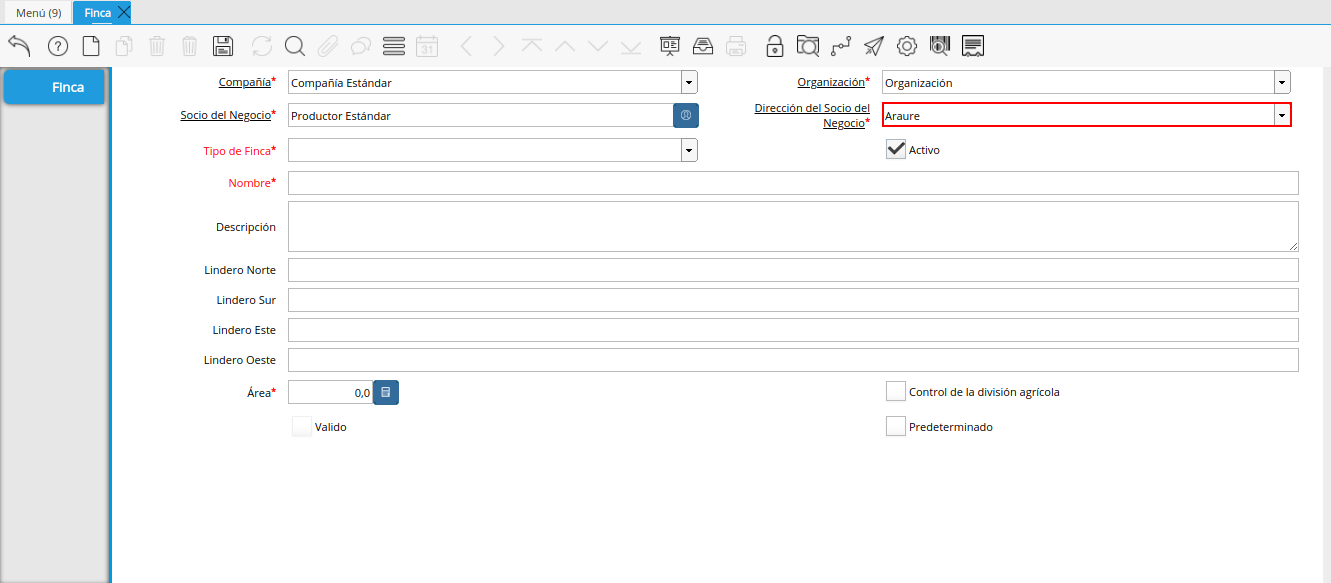 Menú (9)
Finca
31
Finca
Compañía*
Compañía Estándar
Organización*
Organización
Socio del Negocio*
Productor Estándar
Dirección del Socio del
Negocio*
Araure
Tipo de Finca*
Activo
Nombre*
Descripción
Lindero Norte
Lindero Sur
Lindero Este
Lindero Oeste
Área*
0,0
Control de la división agrícola
Valido
Predeterminado